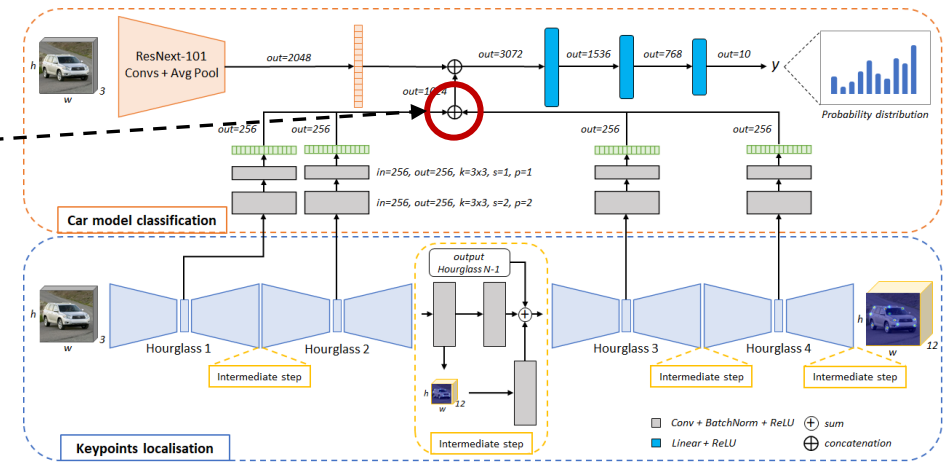 h
w
3
ResNext-101
Convs + Avg Pool
out=2048
out=3072
out=1536
out=768
out=10
y
Probability distribution
out=256
out=256
out=256
out=256
in=256, out=256, k=3x3, s=1, p=1
in=256, out=256, k=3x3, s=2, p=2
Car model classification
output
Hourglass N-1
h
w
3
Hourglass 1
Hourglass 2
Hourglass 3
Hourglass 4
h
w
12
Intermediate step
Intermediate step
Intermediate step
h
w
12
Intermediate step
Conv + BatchNorm + ReLU
sum
Linear + ReLU
concatenation
Keypoints localisation